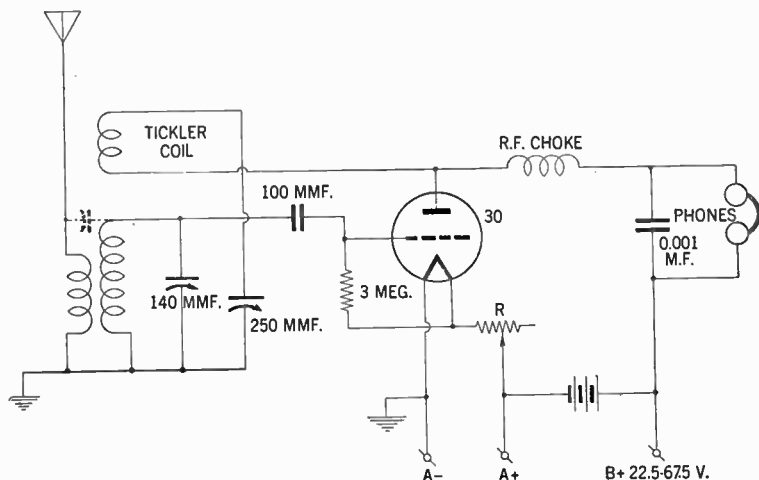 TICKLER
COIL
R.F. CHOKE
100 MMF.
30
PHONES
0.001
M.F.
3 MEG.
R
140 MMF.
250 MMF.
A-
A+
B+ 22.5-67.5 V.